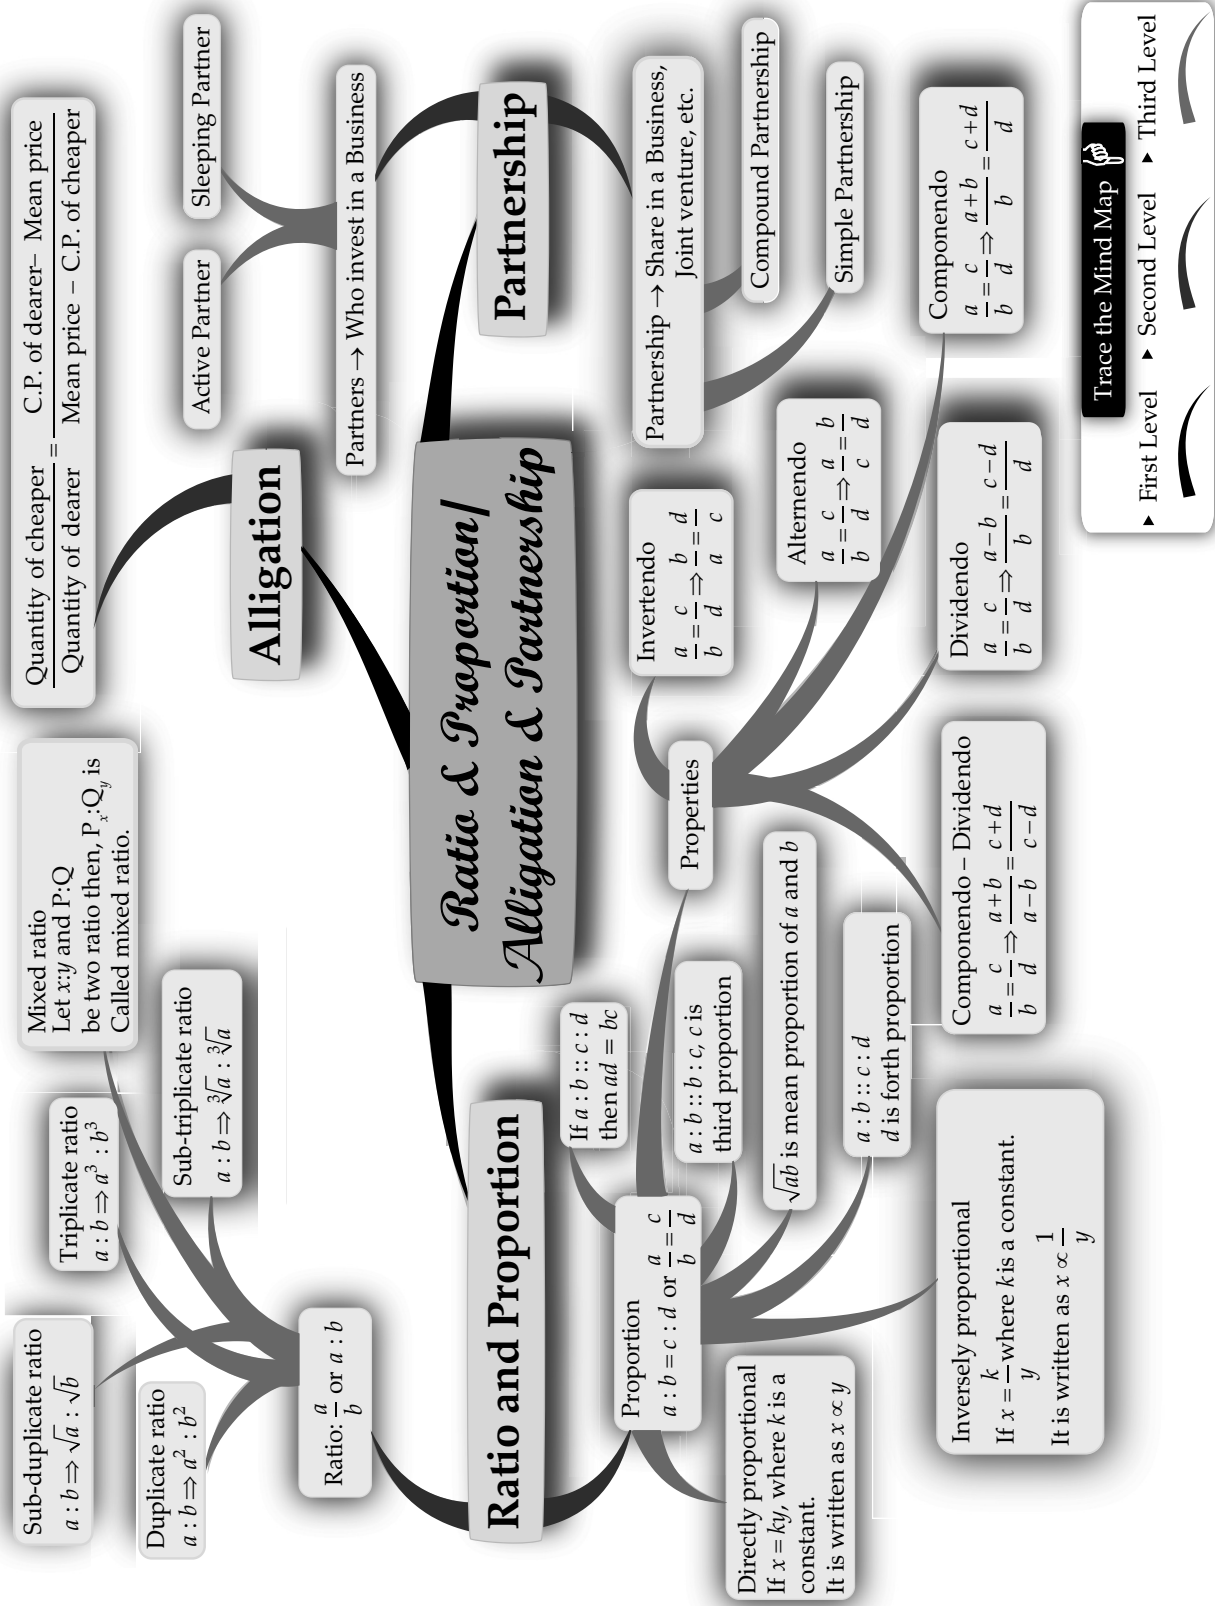 Sub-duplicate ratio
a : b ⇒ √a : √b
Duplicate ratio
a : b ⇒ a² : b²
Triplicate ratio
a : b ⇒ a³ : b³
Mixed ratio
Let x:y and P:Q
be two ratio then, Pₓ:Q_y is
Called mixed ratio.
Sub-triplicate ratio
a : b ⇒ ∛a : ∛a
Ratio: a/b or a : b
Quantity of cheaper / Quantity of dearer = C.P. of dearer– Mean price / Mean price – C.P. of cheaper
Alligation
Active Partner
Sleeping Partner
Partners → Who invest in a Business
Ratio and Proportion
Ratio & Proportion/
Alligation & Partnership
Partnership
Partnership → Share in a Business,
Joint venture, etc.
Compound Partnership
Simple Partnership
Proportion
a : b = c : d or a/b = c/d
If a : b :: c : d
then ad = bc
a : b :: b : c, c is
third proportion
√ab is mean proportion of a and b
a : b :: c : d
d is forth proportion
Directly proportional
If x = ky, where k is a
constant.
It is written as x ∝ y
Inversely proportional
If x = k/y where k is a constant.
It is written as x ∝ 1/y
Properties
Invertendo
a/b = c/d ⇒ b/a = d/c
Alternendo
a/b = c/d ⇒ a/c = b/d
Componendo
a/b = c/d ⇒ a+b/b = c+d/d
Dividendo
a/b = c/d ⇒ a−b/b = c−d/d
Componendo – Dividendo
a/b = c/d ⇒ a+b/a−b = c+d/c−d
Trace the Mind Map
▸ First Level ▸ Second Level ▸ Third Level